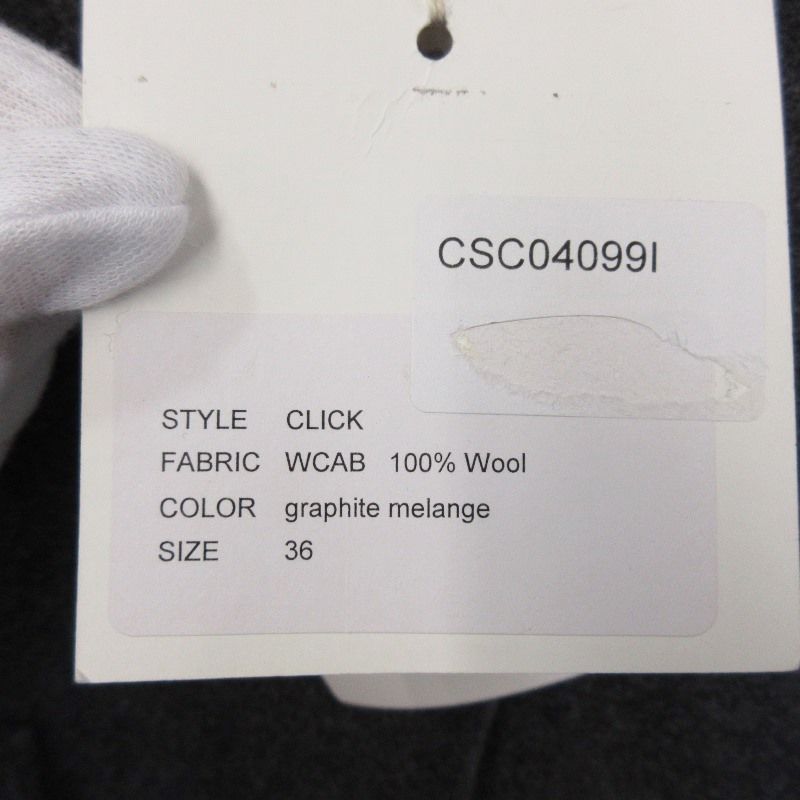 CSC04099I
STYLE CLICK
FABRIC WCAB 100% Wool
COLOR graphite melange
SIZE 36